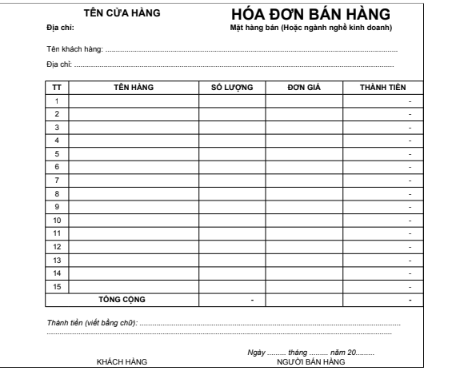 TÊN CỬA HÀNG HÓA ĐƠN BÁN HÀNG
Địa chỉ: Mặt hàng bán (Hoặc ngành nghề kinh doanh)
Tên khách hàng: ..........................................................................................
Địa chỉ: ..........................................................................................
TT TÊN HÀNG SỐ LƯỢNG ĐƠN GIÁ THÀNH TIỀN
1 -
2 -
3 -
4 -
5 -
6 -
7 -
8 -
9 -
10 -
11 -
12 -
13 -
14 -
15 -
TỔNG CỘNG - -
Thành tiền (viết bằng chữ): ..........................................................................................
..........................................................................................
Ngày ......... tháng ......... năm 20.........
KHÁCH HÀNG NGƯỜI BÁN HÀNG